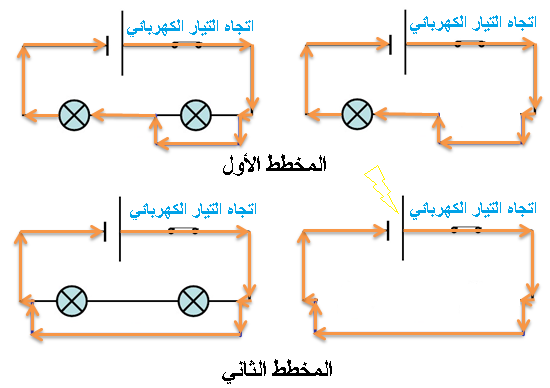 اتجاه التيار الكهربائي
اتجاه التيار الكهربائي
المخطط الأول
اتجاه التيار الكهربائي
اتجاه التيار الكهربائي
المخطط الثاني